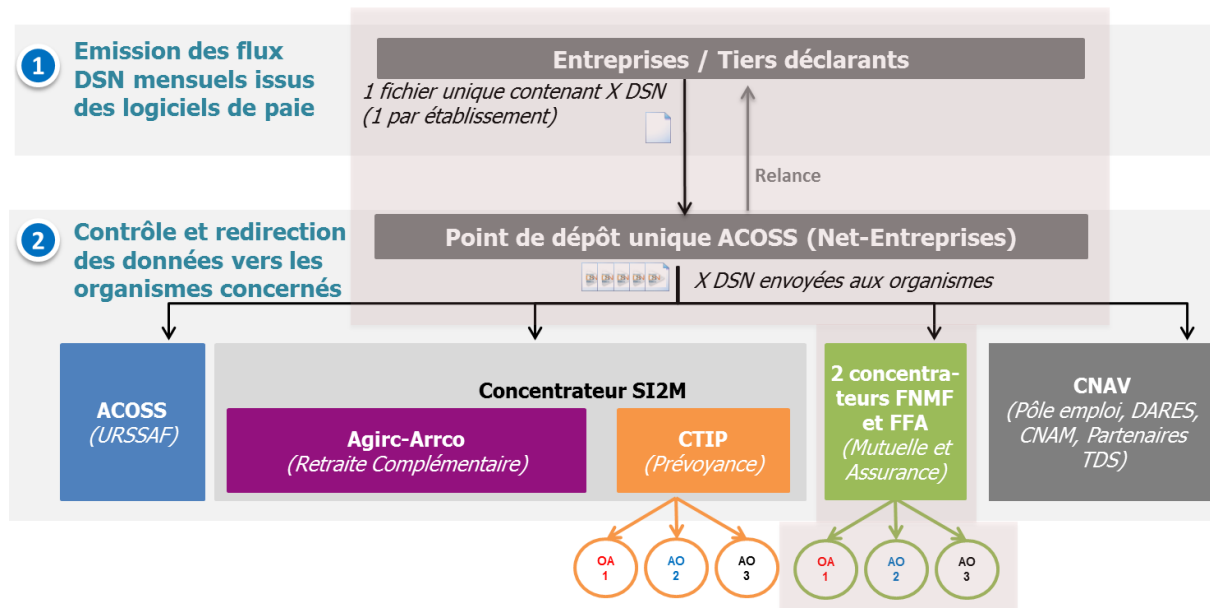 1
Emission des flux
DSN mensuels issus
des logiciels de paie
Entreprises / Tiers déclarants
1 fichier unique contenant X DSN
(1 par établissement)
Relance
2
Contrôle et redirection
des données vers les
organismes concernés
Point de dépôt unique ACOSS (Net-Entreprises)
X DSN envoyées aux organismes
ACOSS
(URSSAF)
Concentrateur SI2M
Agirc-Arrco
(Retraite Complémentaire)
CTIP
(Prévoyance)
2 concentra-
teurs FNMF
et FFA
(Mutuelle et
Assurance)
CNAV
(Pôle emploi, DARES,
CNAM, Partenaires
TDS)
OA
1
AO
2
AO
3
OA
1
AO
2
AO
3